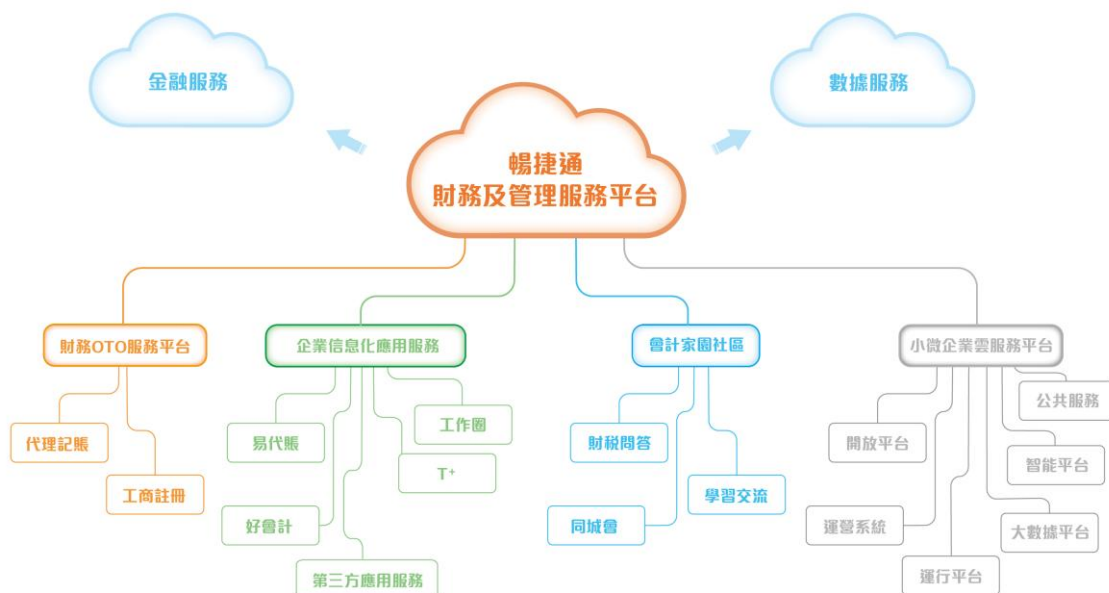 金融服務
數據服務
暢捷通
財務及管理服務平台
財務OTO服務平台
企業信息化應用服務
會計家園社區
小微企業雲服務平台
代理記賬
工商註冊
易代賬
工作圈
T+
好會計
第三方應用服務
財稅問答
學習交流
同城會
公共服務
開放平台
智能平台
運營系統
大數據平台
運行平台